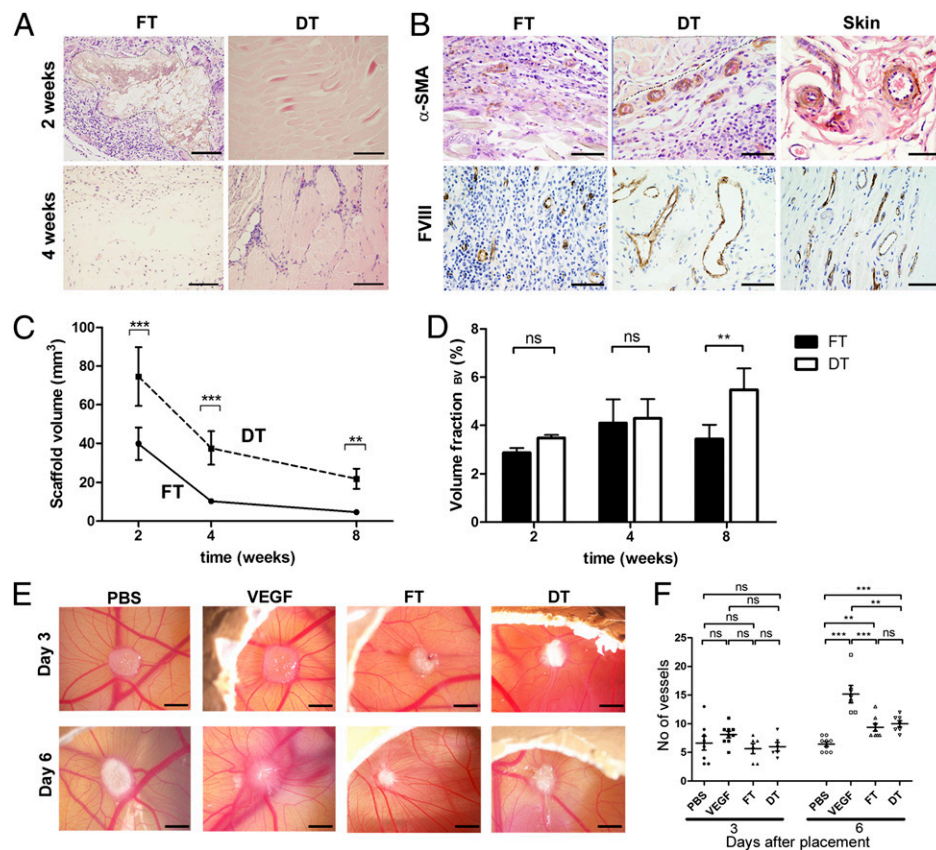 A
FT
DT
2 weeks
4 weeks
B
FT
DT
Skin
α-SMA
FVIII
C
Scaffold volume (mm3)
100
80
60
40
20
0
***
***
**
DT
FT
2
4
8
time (weeks)
D
Volume fraction BV (%)
8
6
4
2
0
ns
ns
**
FT
DT
2
4
8
time (weeks)
E
PBS
VEGF
FT
DT
Day 3
Day 6
F
No of vessels
25
20
15
10
5
0
ns
ns
ns
ns
ns
ns
***
**
**
***
***
ns
PBS
VEGF
FT
DT
PBS
VEGF
FT
DT
3
6
Days after placement